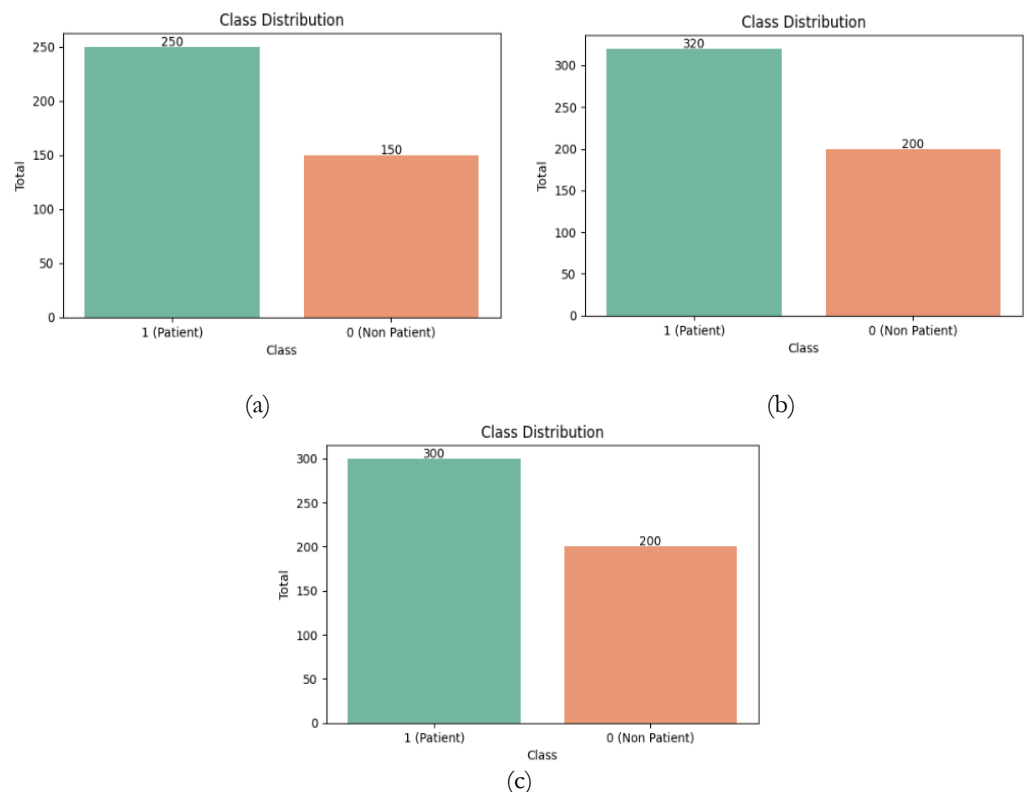 Class Distribution
250
250
200
150
150
100
50
0
Total
1 (Patient)
0 (Non Patient)
Class
(a)
Class Distribution
320
300
250
200
200
150
100
50
0
Total
1 (Patient)
0 (Non Patient)
Class
(b)
Class Distribution
300
300
250
200
200
150
100
50
0
Total
1 (Patient)
0 (Non Patient)
Class
(c)